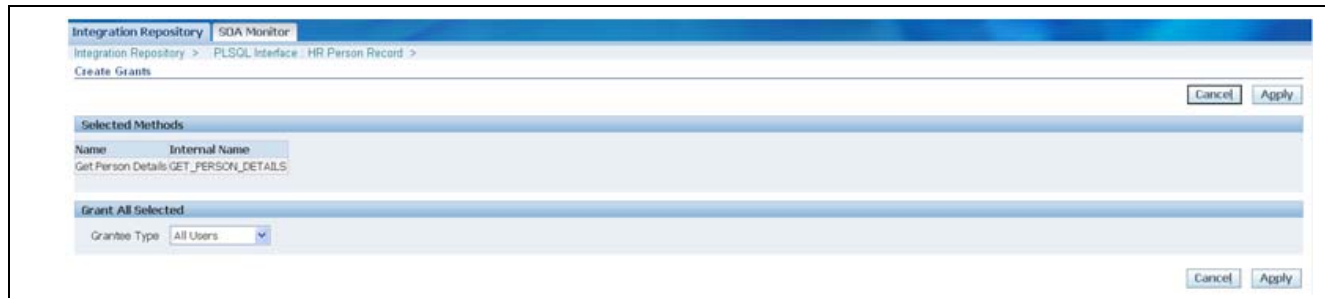 Integration Repository SOA Monitor
Integration Repository > PLSQL Interface : HR Person Record >
Create Grants
Cancel Apply
Selected Methods
Name Internal Name
Get Person Details GET_PERSON_DETAILS
Grant All Selected
Grantee Type All Users
Cancel Apply